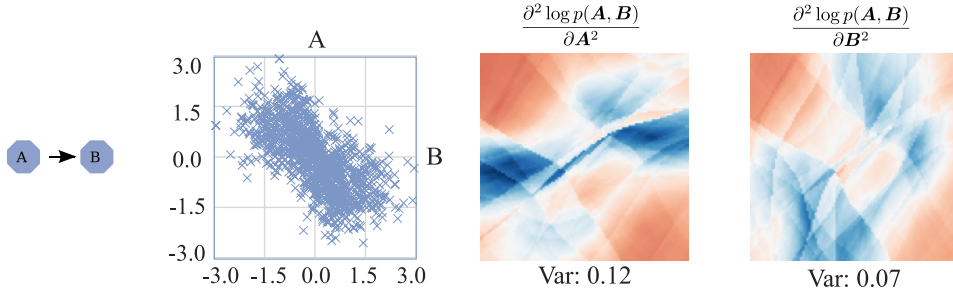 A
B
A
B
3.0
1.5
0.0
-1.5
-3.0
-3.0 -1.5 0.0 1.5 3.0
∂² log p(A, B)
∂A²
Var: 0.12
∂² log p(A, B)
∂B²
Var: 0.07